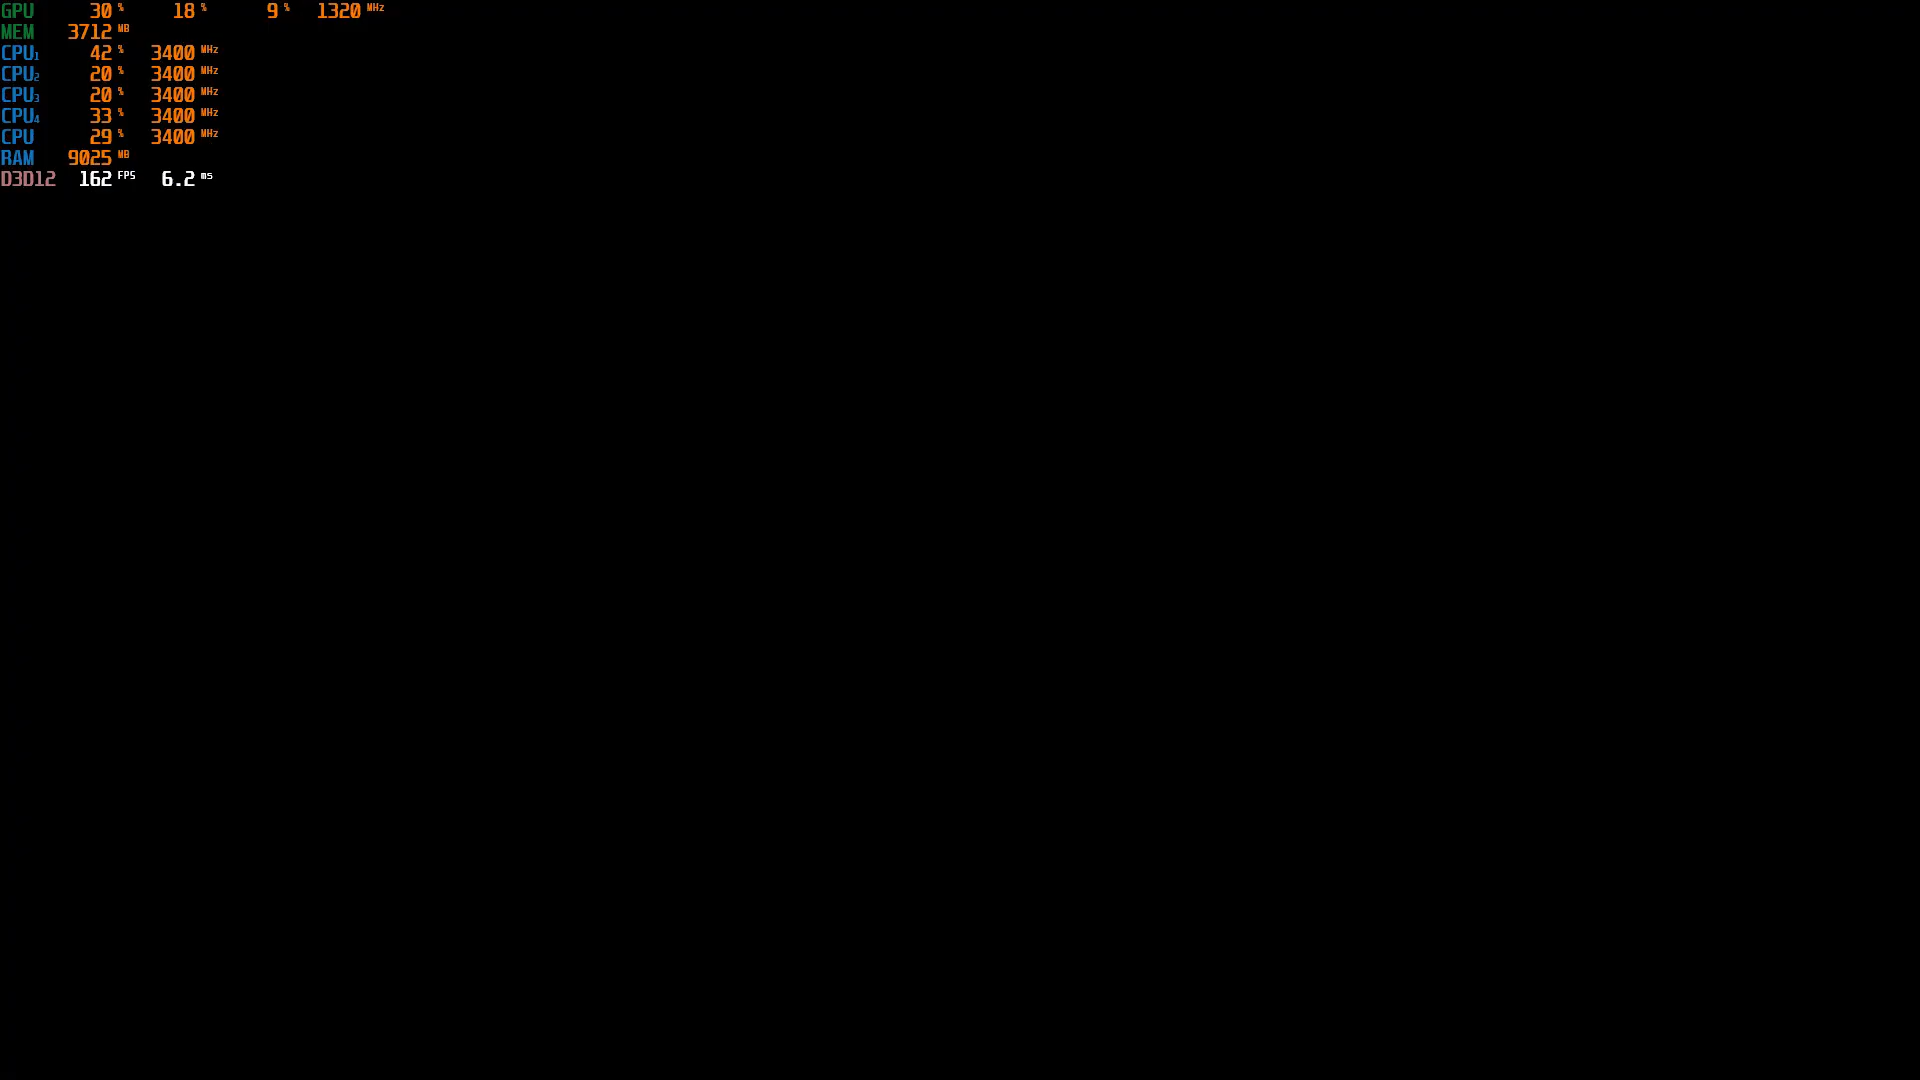 GPU 30 % 18 % 9 % 1320 MHz
MEM 3712 MB
CPU1 42 % 3400 MHz
CPU2 20 % 3400 MHz
CPU3 20 % 3400 MHz
CPU4 33 % 3400 MHz
CPU 29 % 3400 MHz
RAM 9025 MB
D3D12 162 FPS 6.2 ms